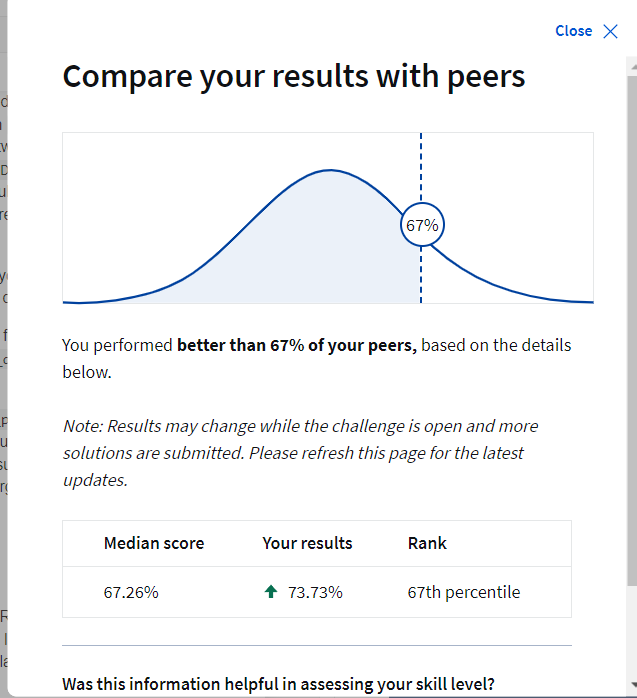 Close
Compare your results with peers
67%
You performed better than 67% of your peers, based on the details
below.
Note: Results may change while the challenge is open and more
solutions are submitted. Please refresh this page for the latest
updates.
Median score Your results Rank
67.26% 73.73% 67th percentile
Was this information helpful in assessing your skill level?